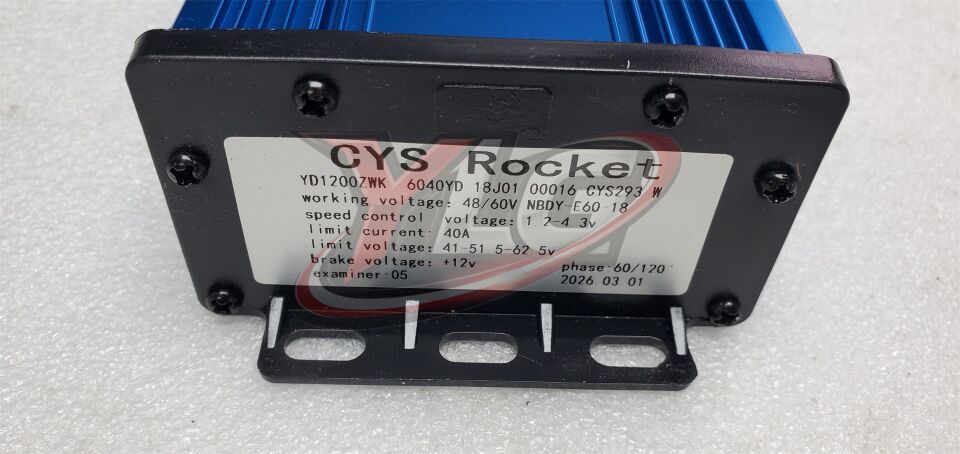 CYS Rocket
YD1200ZWK 6040YD 18J01 00016 CYS293 W
working voltage: 48/60V NBDY-E60-18
speed control voltage: 1.2-4.3v
limit current: 40A
limit voltage: 41-51.5-62.5v
brake voltage: +12v
phase:60/120°
examiner:05
2026.03.01